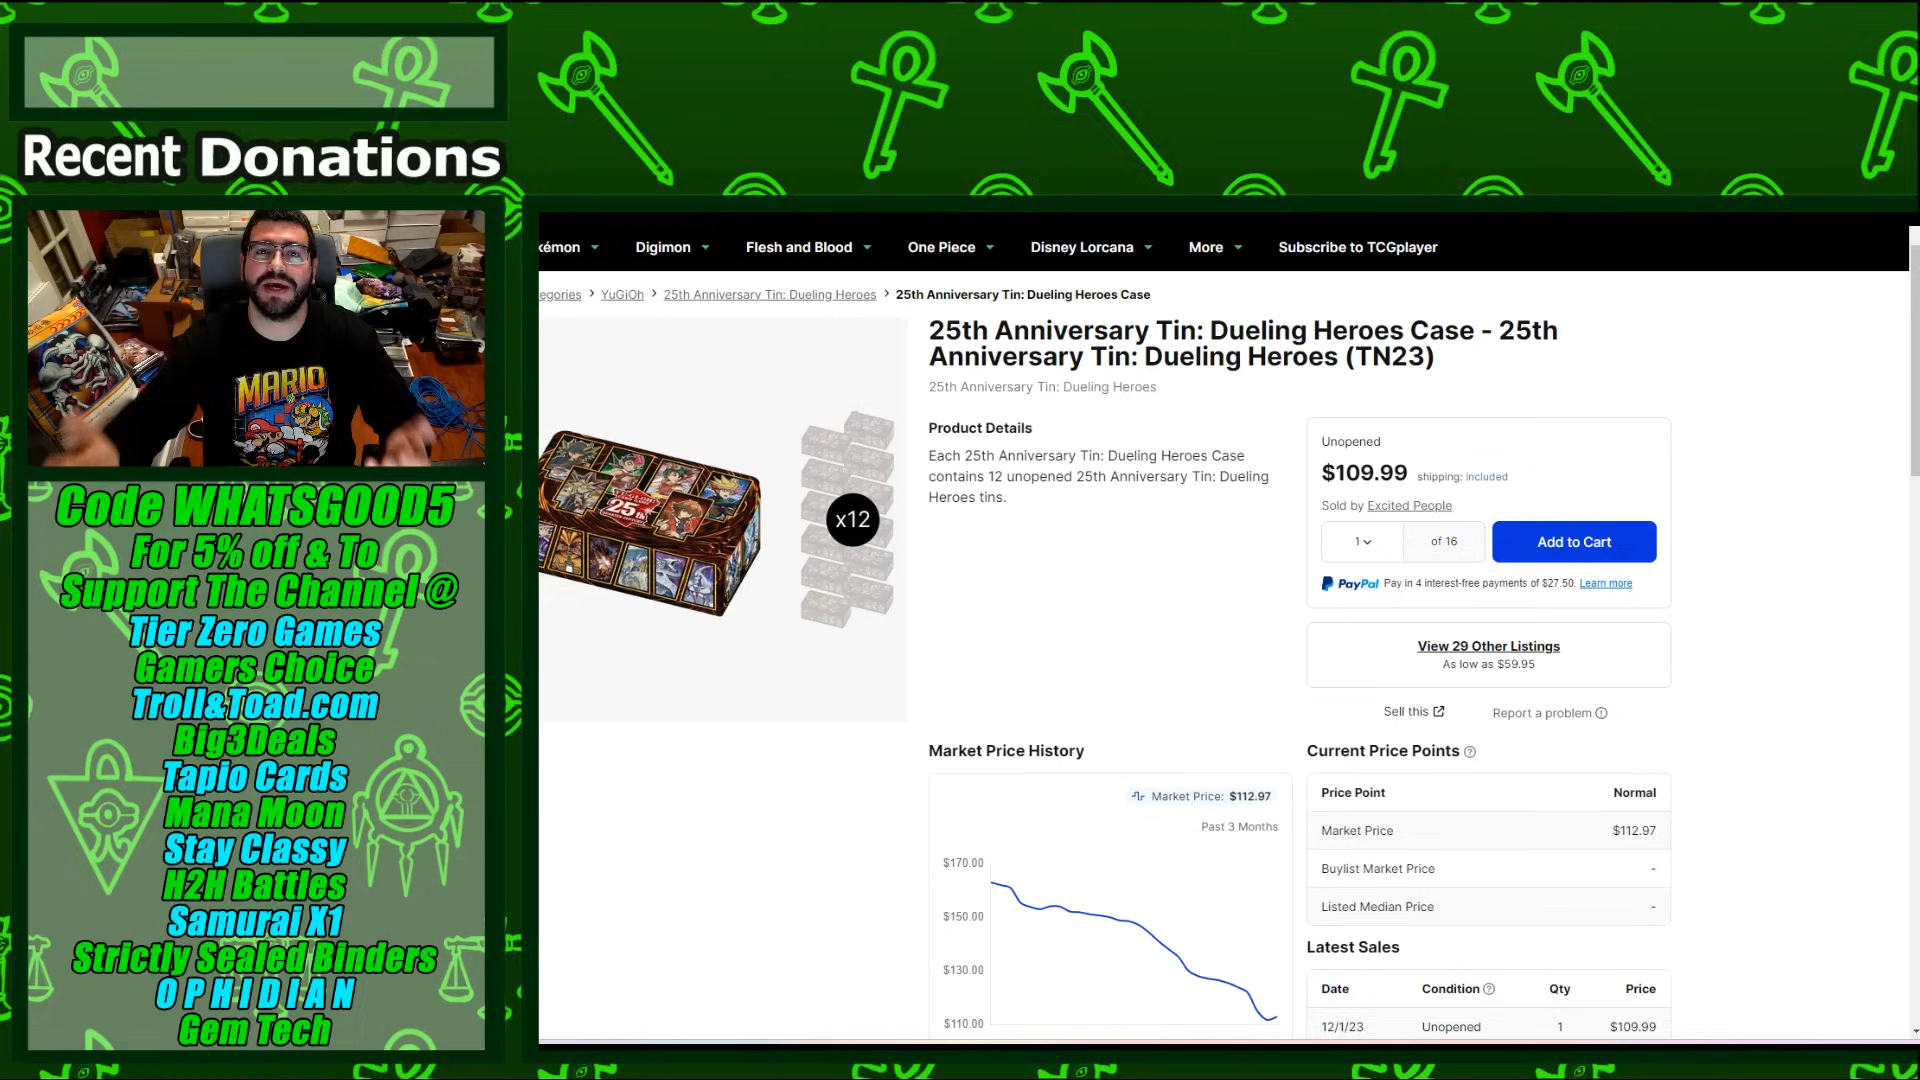 Recent Donations
MARIO
Code WHATSGOOD5
For 5% off & To
Support The Channel @
Tier Zero Games
Gamers Choice
Troll&Toad.com
Big3Deals
Tapio Cards
Mana Moon
Stay Classy
H2H Battles
Samurai X1
Strictly Sealed Binders
OPHIDIAN
Gem Tech
kémon Digimon Flesh and Blood One Piece Disney Lorcana More Subscribe to TCGplayer
egories > YuGiOh > 25th Anniversary Tin: Dueling Heroes > 25th Anniversary Tin: Dueling Heroes Case
25th
x12
25th Anniversary Tin: Dueling Heroes Case - 25th
Anniversary Tin: Dueling Heroes (TN23)
25th Anniversary Tin: Dueling Heroes
Product Details
Each 25th Anniversary Tin: Dueling Heroes Case
contains 12 unopened 25th Anniversary Tin: Dueling
Heroes tins.
Unopened
$109.99 shipping: included
Sold by Excited People
1 of 16 Add to Cart
PayPal Pay in 4 interest-free payments of $27.50. Learn more
View 29 Other Listings
As low as $59.95
Sell this Report a problem
Market Price History
Market Price: $112.97
Past 3 Months
$170.00
$150.00
$130.00
$110.00
Current Price Points
Price Point Normal
Market Price $112.97
Buylist Market Price -
Listed Median Price -
Latest Sales
Date Condition Qty Price
12/1/23 Unopened 1 $109.99